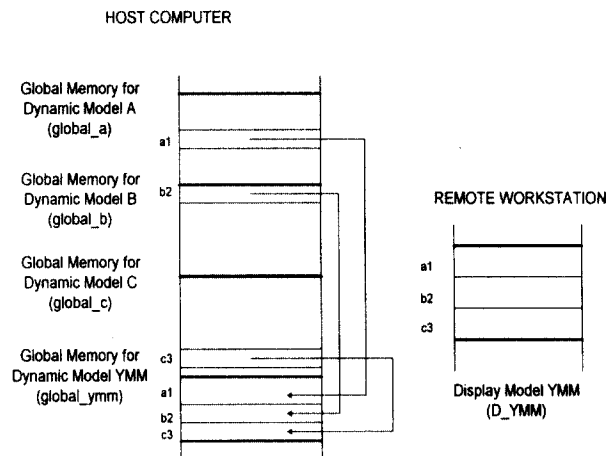 HOST COMPUTER
Global Memory for
Dynamic Model A
(global_a)
a1
Global Memory for
Dynamic Model B
(global_b)
b2
Global Memory for
Dynamic Model C
(global_c)
c3
Global Memory for
Dynamic Model YMM
(global_ymm)
a1
b2
c3
REMOTE WORKSTATION
a1
b2
c3
Display Model YMM
(D_YMM)